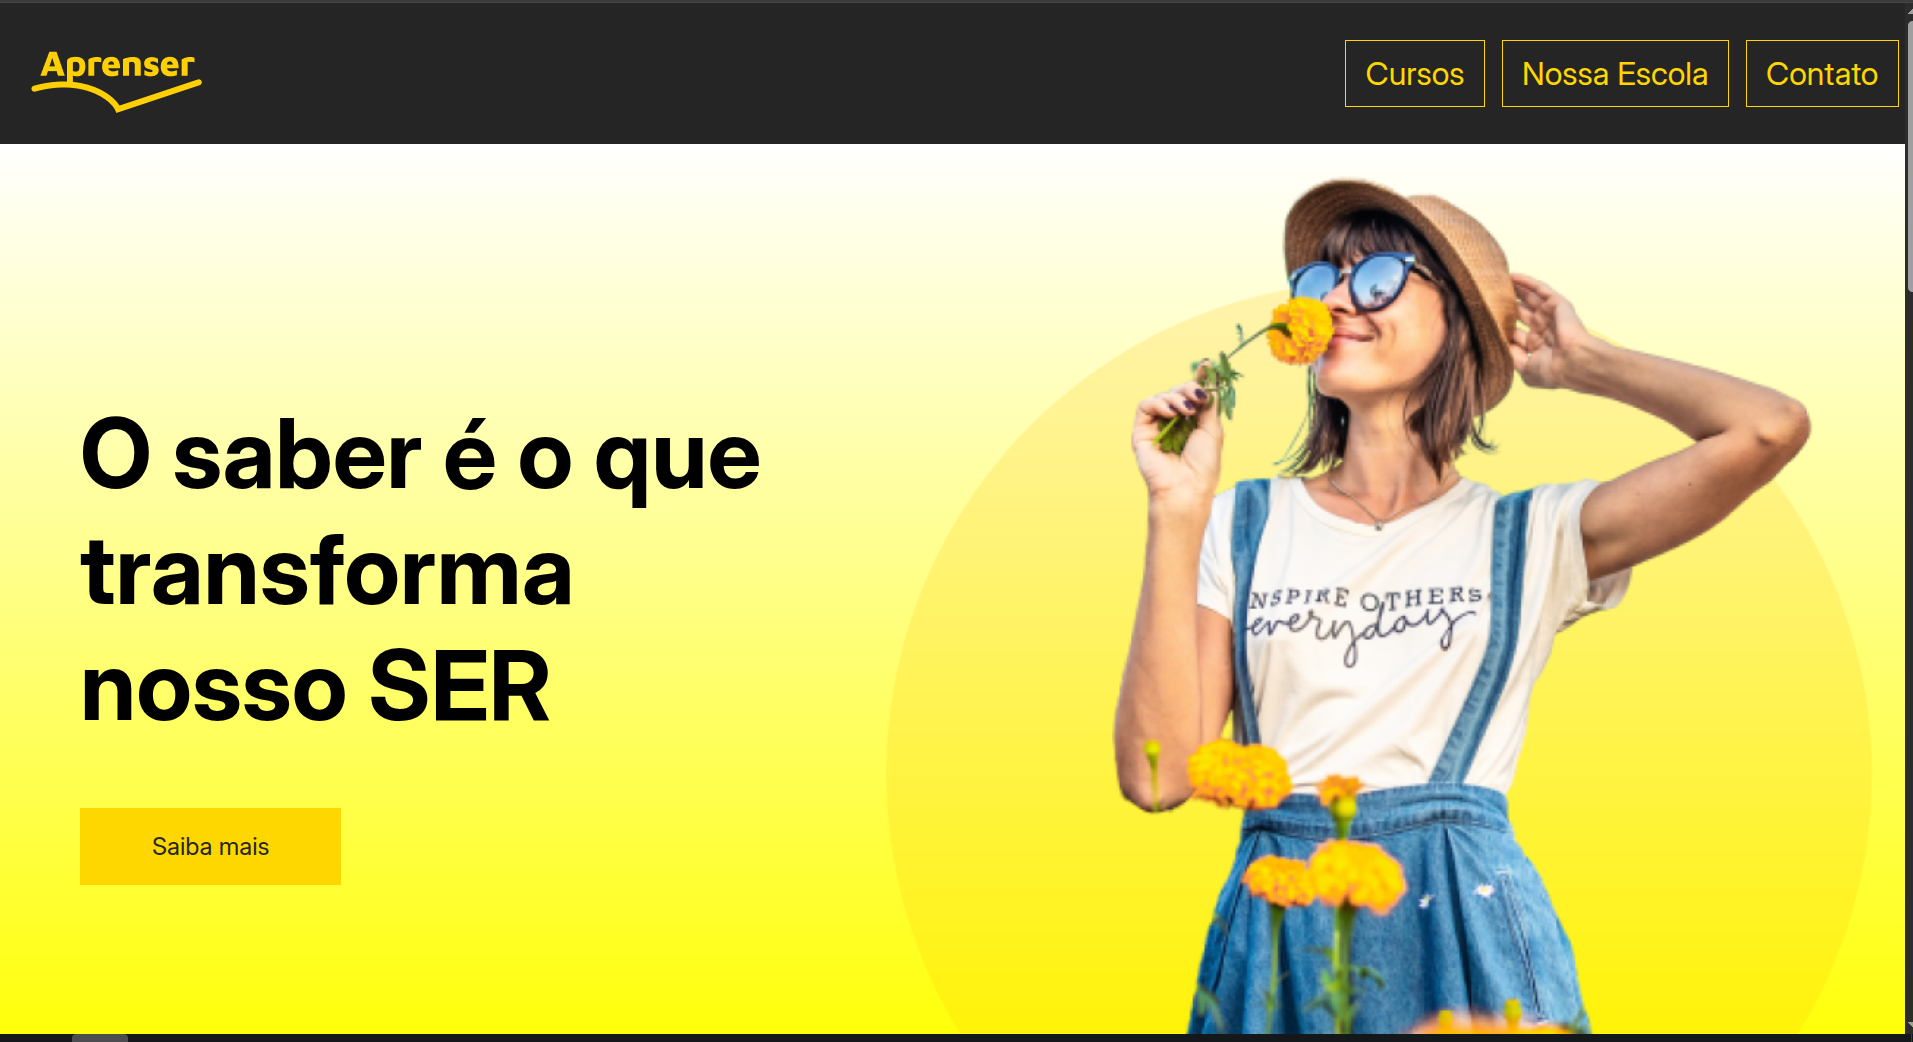 Aprenser
Cursos
Nossa Escola
Contato
O saber é o que
transforma
nosso SER
Saiba mais
NSPIRE OTHERS
everyday